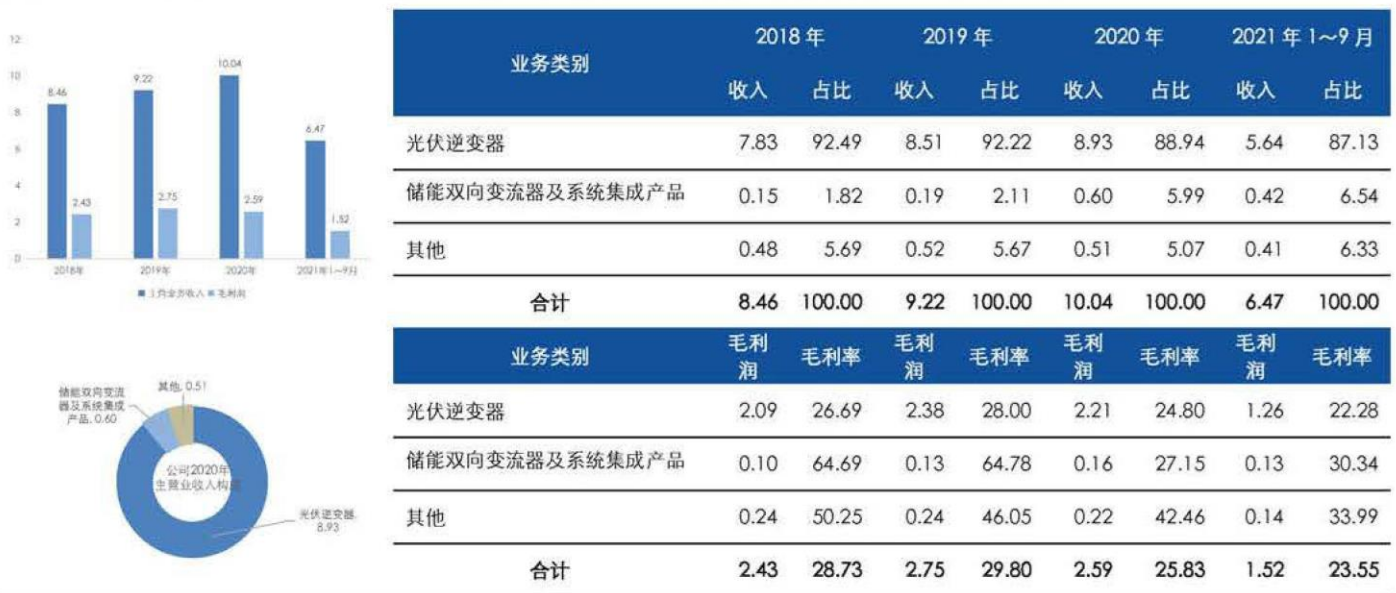 12
10
8
6
4
2
0
8.46
2.43
9.22
2.75
10.04
2.59
6.47
1.52
2018年
2019年
2020年
2021年1~9月
主营业务收入 毛利润
储能双向变流
器及系统集成
产品, 0.60
其他, 0.51
公司2020年
主营业收入构成
光伏逆变器,
8.93
业务类别 2018 年 2019 年 2020 年 2021 年 1～9 月
收入 占比 收入 占比 收入 占比 收入 占比
光伏逆变器 7.83 92.49 8.51 92.22 8.93 88.94 5.64 87.13
储能双向变流器及系统集成产品 0.15 1.82 0.19 2.11 0.60 5.99 0.42 6.54
其他 0.48 5.69 0.52 5.67 0.51 5.07 0.41 6.33
合计 8.46 100.00 9.22 100.00 10.04 100.00 6.47 100.00
业务类别 毛利润 毛利率 毛利润 毛利率 毛利润 毛利率 毛利润 毛利率
光伏逆变器 2.09 26.69 2.38 28.00 2.21 24.80 1.26 22.28
储能双向变流器及系统集成产品 0.10 64.69 0.13 64.78 0.16 27.15 0.13 30.34
其他 0.24 50.25 0.24 46.05 0.22 42.46 0.14 33.99
合计 2.43 28.73 2.75 29.80 2.59 25.83 1.52 23.55